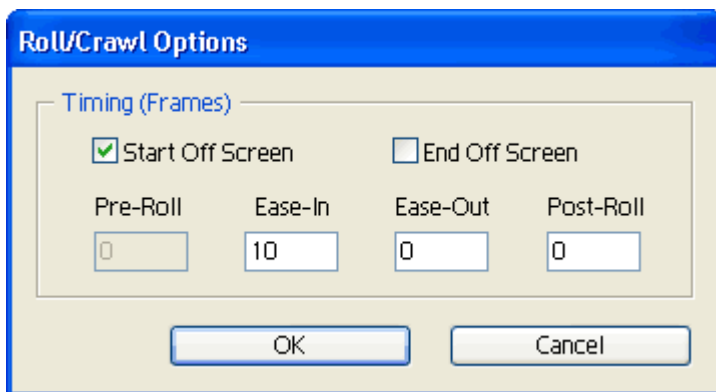 Roll/Crawl Options
Timing (Frames)
Start Off Screen End Off Screen
Pre-Roll Ease-In Ease-Out Post-Roll
0 10 0 0
OK Cancel